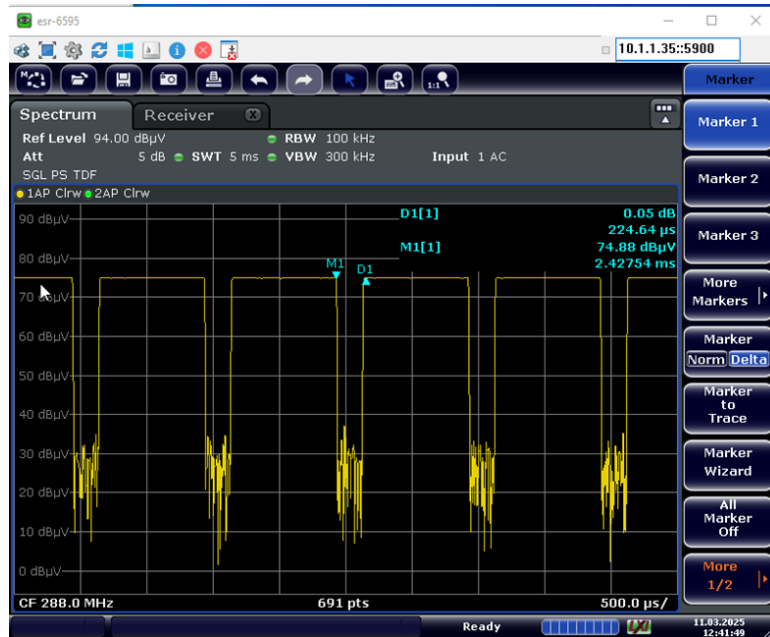 esr-6595
10.1.1.35::5900
1:1
Marker
Spectrum
Receiver
Ref Level 94.00 dBµV
RBW 100 kHz
Att 5 dB SWT 5 ms VBW 300 kHz Input 1 AC
SGL PS TDF
1AP Clrw 2AP Clrw
D1[1] 0.05 dB
224.64 µs
M1[1] 74.88 dBµV
2.42754 ms
M1
D1
90 dBµV
80 dBµV
70 dBµV
60 dBµV
50 dBµV
40 dBµV
30 dBµV
20 dBµV
10 dBµV
0 dBµV
CF 288.0 MHz 691 pts 500.0 µs/
Marker 1
Marker 2
Marker 3
More
Markers
Marker
Norm Delta
Marker
to
Trace
Marker
Wizard
All
Marker
Off
More
1/2
Ready
11.03.2025
12:41:49